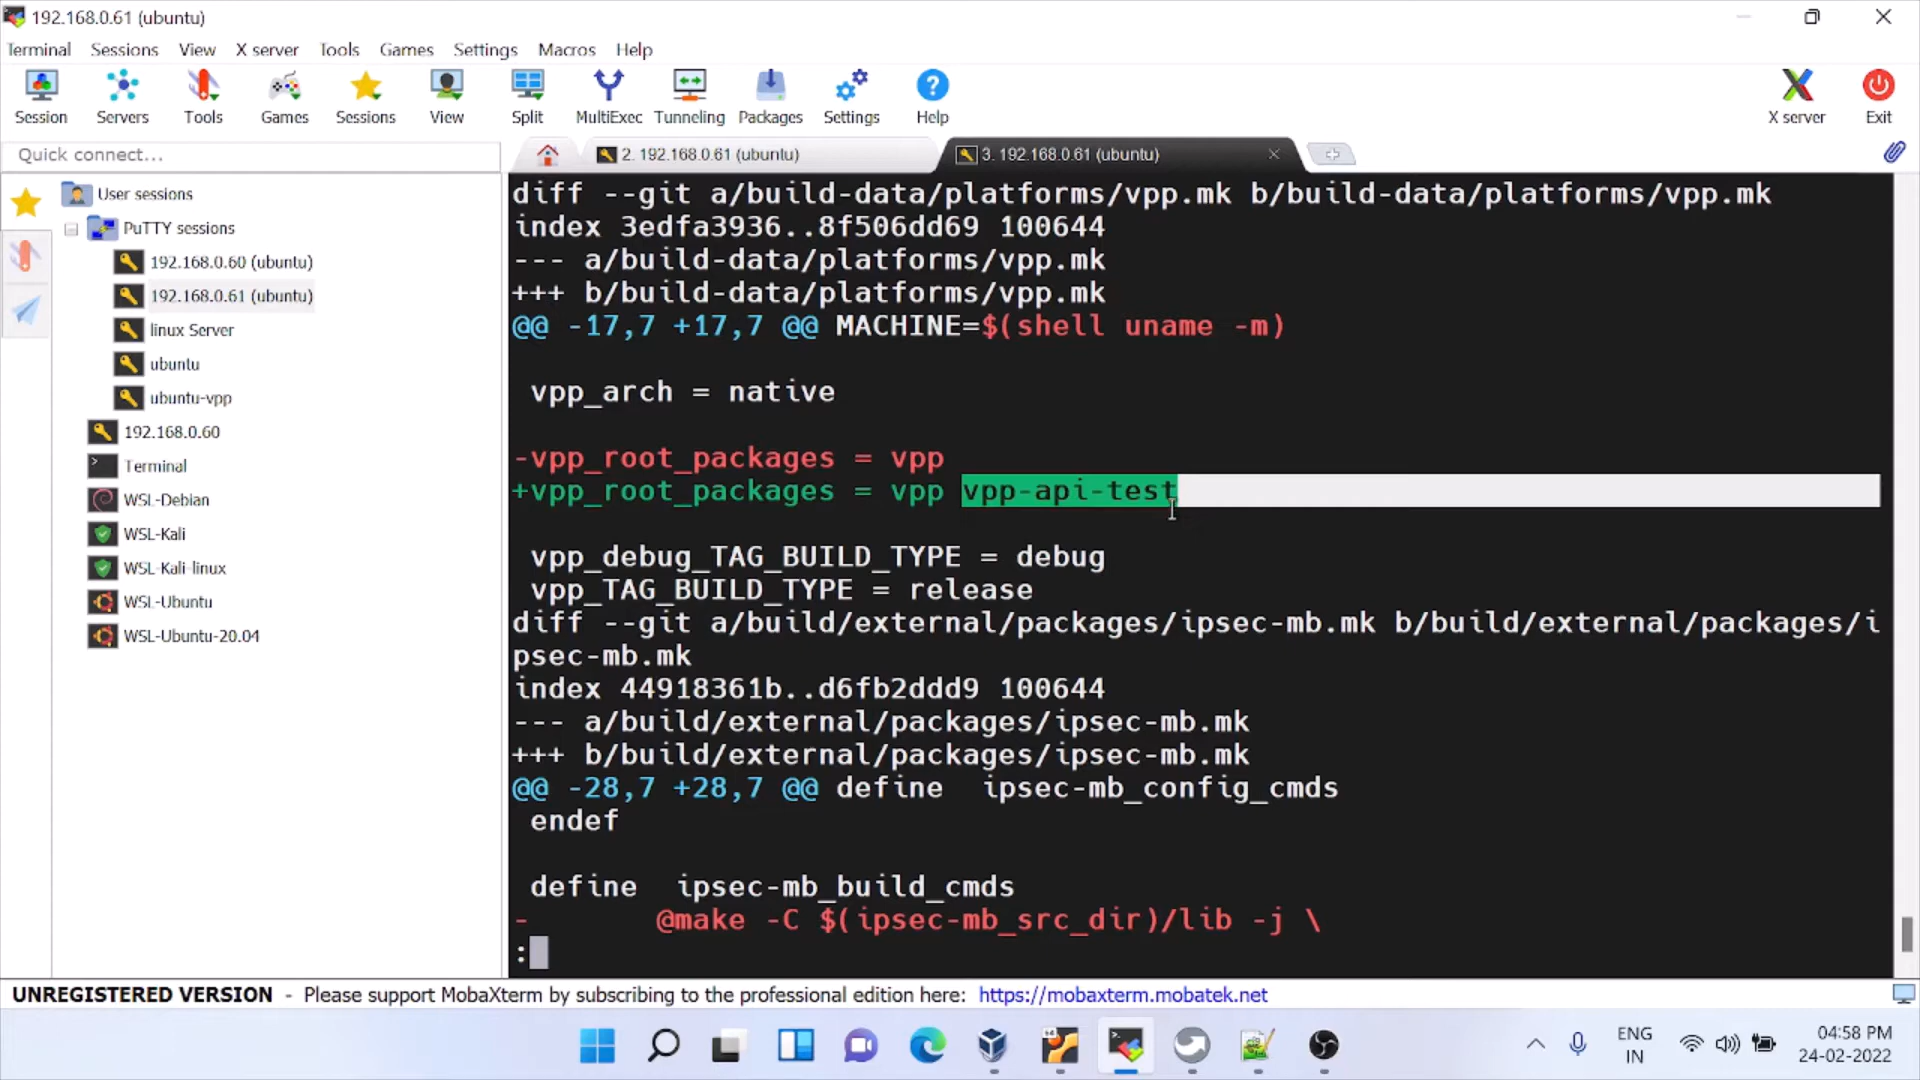 192.168.0.61 (ubuntu)
Terminal Sessions View X server Tools Games Settings Macros Help
Session Servers Tools Games Sessions View Split MultiExec Tunneling Packages Settings Help X server Exit
Quick connect...
2. 192.168.0.61 (ubuntu)
3. 192.168.0.61 (ubuntu)
User sessions
PuTTY sessions
192.168.0.60 (ubuntu)
192.168.0.61 (ubuntu)
linux Server
ubuntu
ubuntu-vpp
192.168.0.60
Terminal
WSL-Debian
WSL-Kali
WSL-Kali-linux
WSL-Ubuntu
WSL-Ubuntu-20.04
diff --git a/build-data/platforms/vpp.mk b/build-data/platforms/vpp.mk
index 3edfa3936..8f506dd69 100644
--- a/build-data/platforms/vpp.mk
+++ b/build-data/platforms/vpp.mk
@@ -17,7 +17,7 @@ MACHINE=$(shell uname -m)
vpp_arch = native
-vpp_root_packages = vpp
+vpp_root_packages = vpp vpp-api-test
vpp_debug_TAG_BUILD_TYPE = debug
vpp_TAG_BUILD_TYPE = release
diff --git a/build/external/packages/ipsec-mb.mk b/build/external/packages/i
psec-mb.mk
index 44918361b..d6fb2ddd9 100644
--- a/build/external/packages/ipsec-mb.mk
+++ b/build/external/packages/ipsec-mb.mk
@@ -28,7 +28,7 @@ define  ipsec-mb_config_cmds
endef
define  ipsec-mb_build_cmds
-       @make -C $(ipsec-mb_src_dir)/lib -j \
:
UNREGISTERED VERSION - Please support MobaXterm by subscribing to the professional edition here: https://mobaxterm.mobatek.net
ENG
IN
04:58 PM
24-02-2022